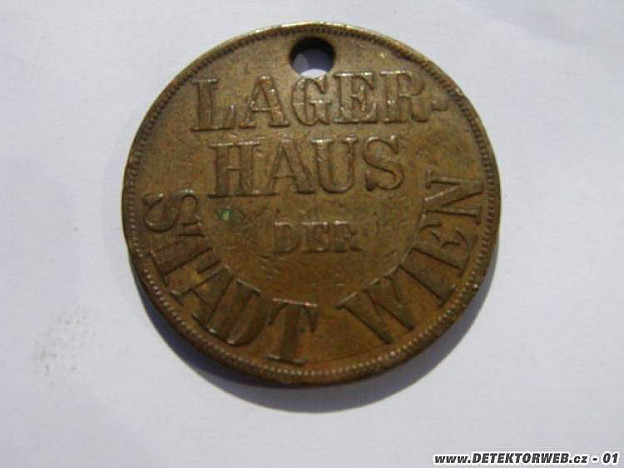 LAGER-
HAUS
DER
STADT WIEN
www.DETEKTORWEB.cz - 01